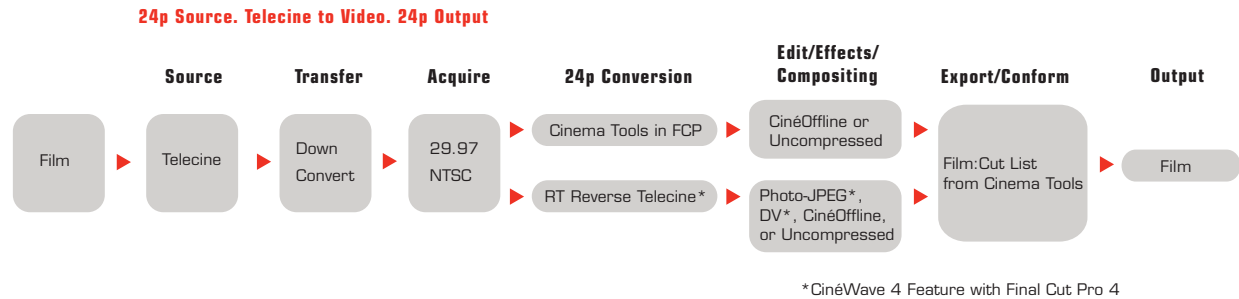 24p Source. Telecine to Video. 24p Output
Source
Transfer
Acquire
24p Conversion
Edit/Effects/
Compositing
Export/Conform
Output
Film
Telecine
Down
Convert
29.97
NTSC
Cinema Tools in FCP
RT Reverse Telecine*
CinéOffline or
Uncompressed
Photo-JPEG*,
DV*, CinéOffline,
or Uncompressed
Film:Cut List
from Cinema Tools
Film
*CinéWave 4 Feature with Final Cut Pro 4